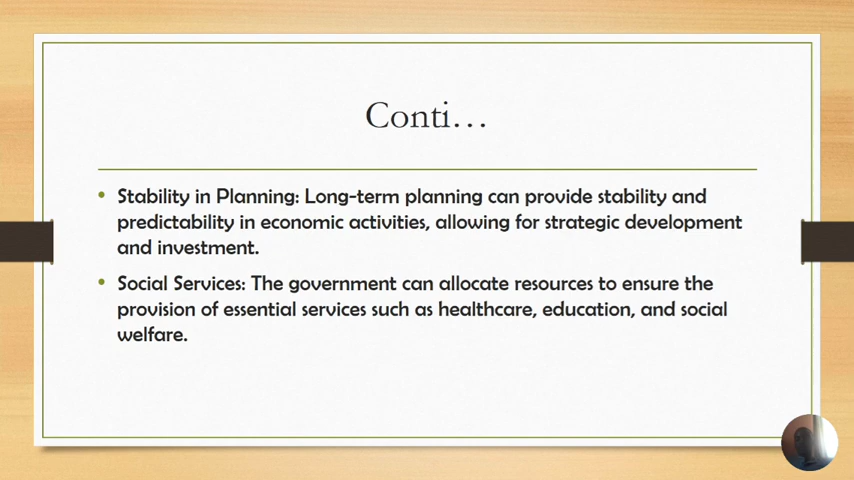 Conti…
• Stability in Planning: Long-term planning can provide stability and
predictability in economic activities, allowing for strategic development
and investment.
• Social Services: The government can allocate resources to ensure the
provision of essential services such as healthcare, education, and social
welfare.